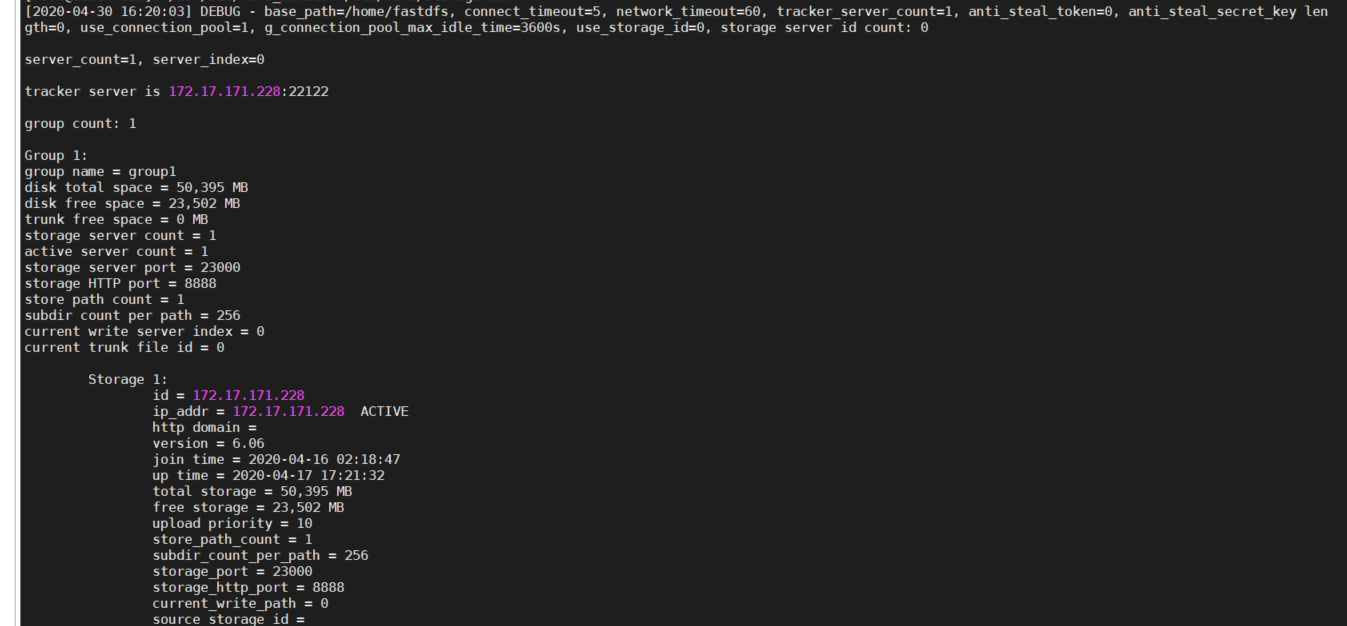 [2020-04-30 16:20:03] DEBUG - base_path=/home/fastdfs, connect_timeout=5, network_timeout=60, tracker_server_count=1, anti_steal_token=0, anti_steal_secret_key len
gth=0, use_connection_pool=1, g_connection_pool_max_idle_time=3600s, use_storage_id=0, storage server id count: 0
server_count=1, server_index=0
tracker server is 172.17.171.228:22122
group count: 1
Group 1:
group name = group1
disk total space = 50,395 MB
disk free space = 23,502 MB
trunk free space = 0 MB
storage server count = 1
active server count = 1
storage server port = 23000
storage HTTP port = 8888
store path count = 1
subdir count per path = 256
current write server index = 0
current trunk file id = 0
Storage 1:
id = 172.17.171.228
ip_addr = 172.17.171.228  ACTIVE
http domain =
version = 6.06
join time = 2020-04-16 02:18:47
up time = 2020-04-17 17:21:32
total storage = 50,395 MB
free storage = 23,502 MB
upload priority = 10
store_path_count = 1
subdir_count_per_path = 256
storage_port = 23000
storage_http_port = 8888
current_write_path = 0
source storage id =